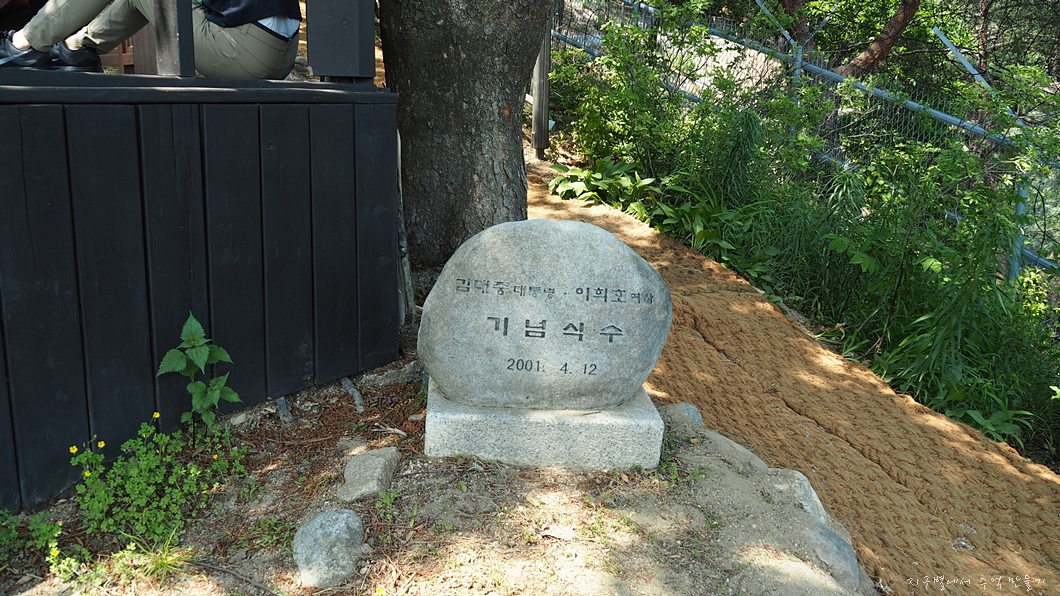 김대중대통령·이희호여사
기념식수
2001. 4. 12
지구별에서 추억 만들기